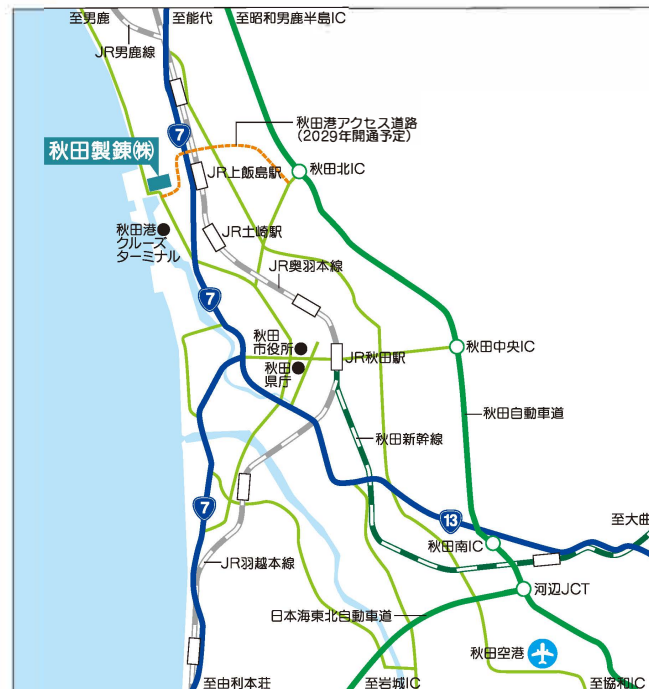 至男鹿
至能代
至昭和男鹿半島IC
JR男鹿線
秋田港アクセス道路
(2029年開通予定)
7
秋田製錬㈱
JR上飯島駅
秋田北IC
秋田港
クルーズ
ターミナル
JR土崎駅
JR奥羽本線
7
秋田
市役所
JR秋田駅
秋田中央IC
秋田
県庁
秋田自動車道
秋田新幹線
7
13
至大曲
秋田南IC
JR羽越本線
河辺JCT
日本海東北自動車道
秋田空港
至由利本荘
至岩城IC
至協和IC